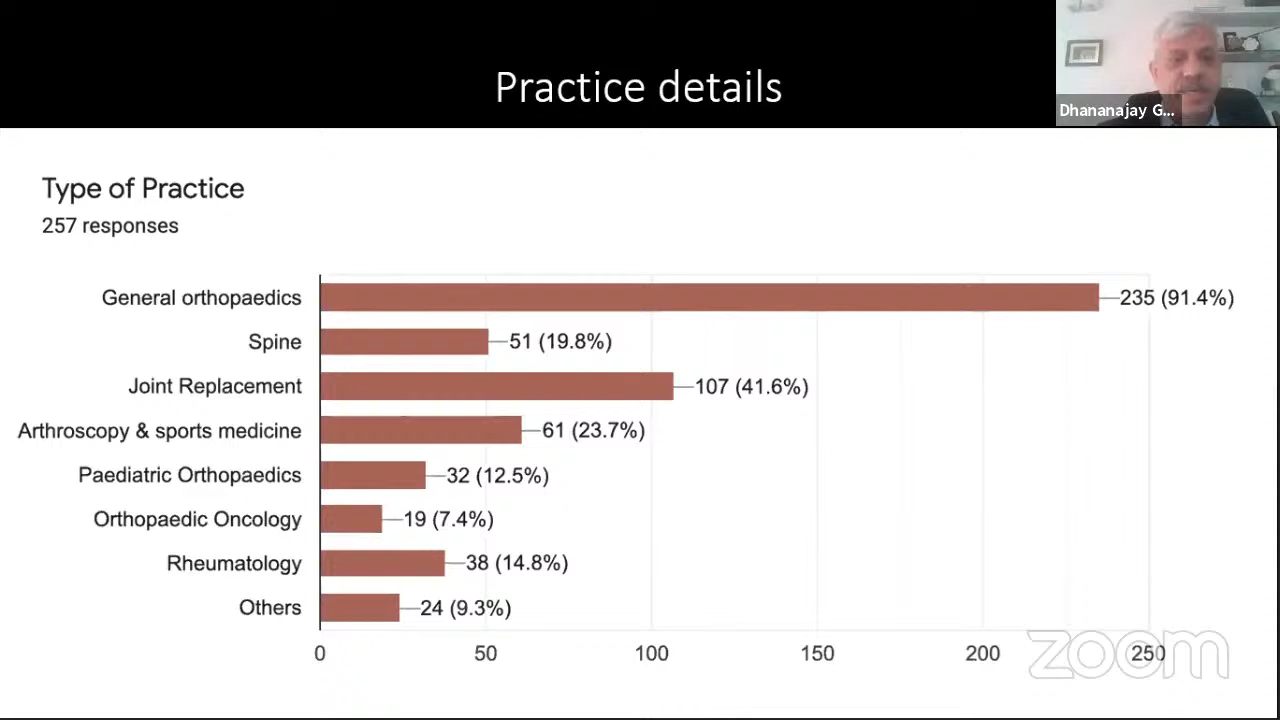 Practice details
Dhananajay G...
Type of Practice
257 responses
General orthopaedics 235 (91.4%)
Spine 51 (19.8%)
Joint Replacement 107 (41.6%)
Arthroscopy & sports medicine 61 (23.7%)
Paediatric Orthopaedics 32 (12.5%)
Orthopaedic Oncology 19 (7.4%)
Rheumatology 38 (14.8%)
Others 24 (9.3%)
0 50 100 150 200 250
zoom